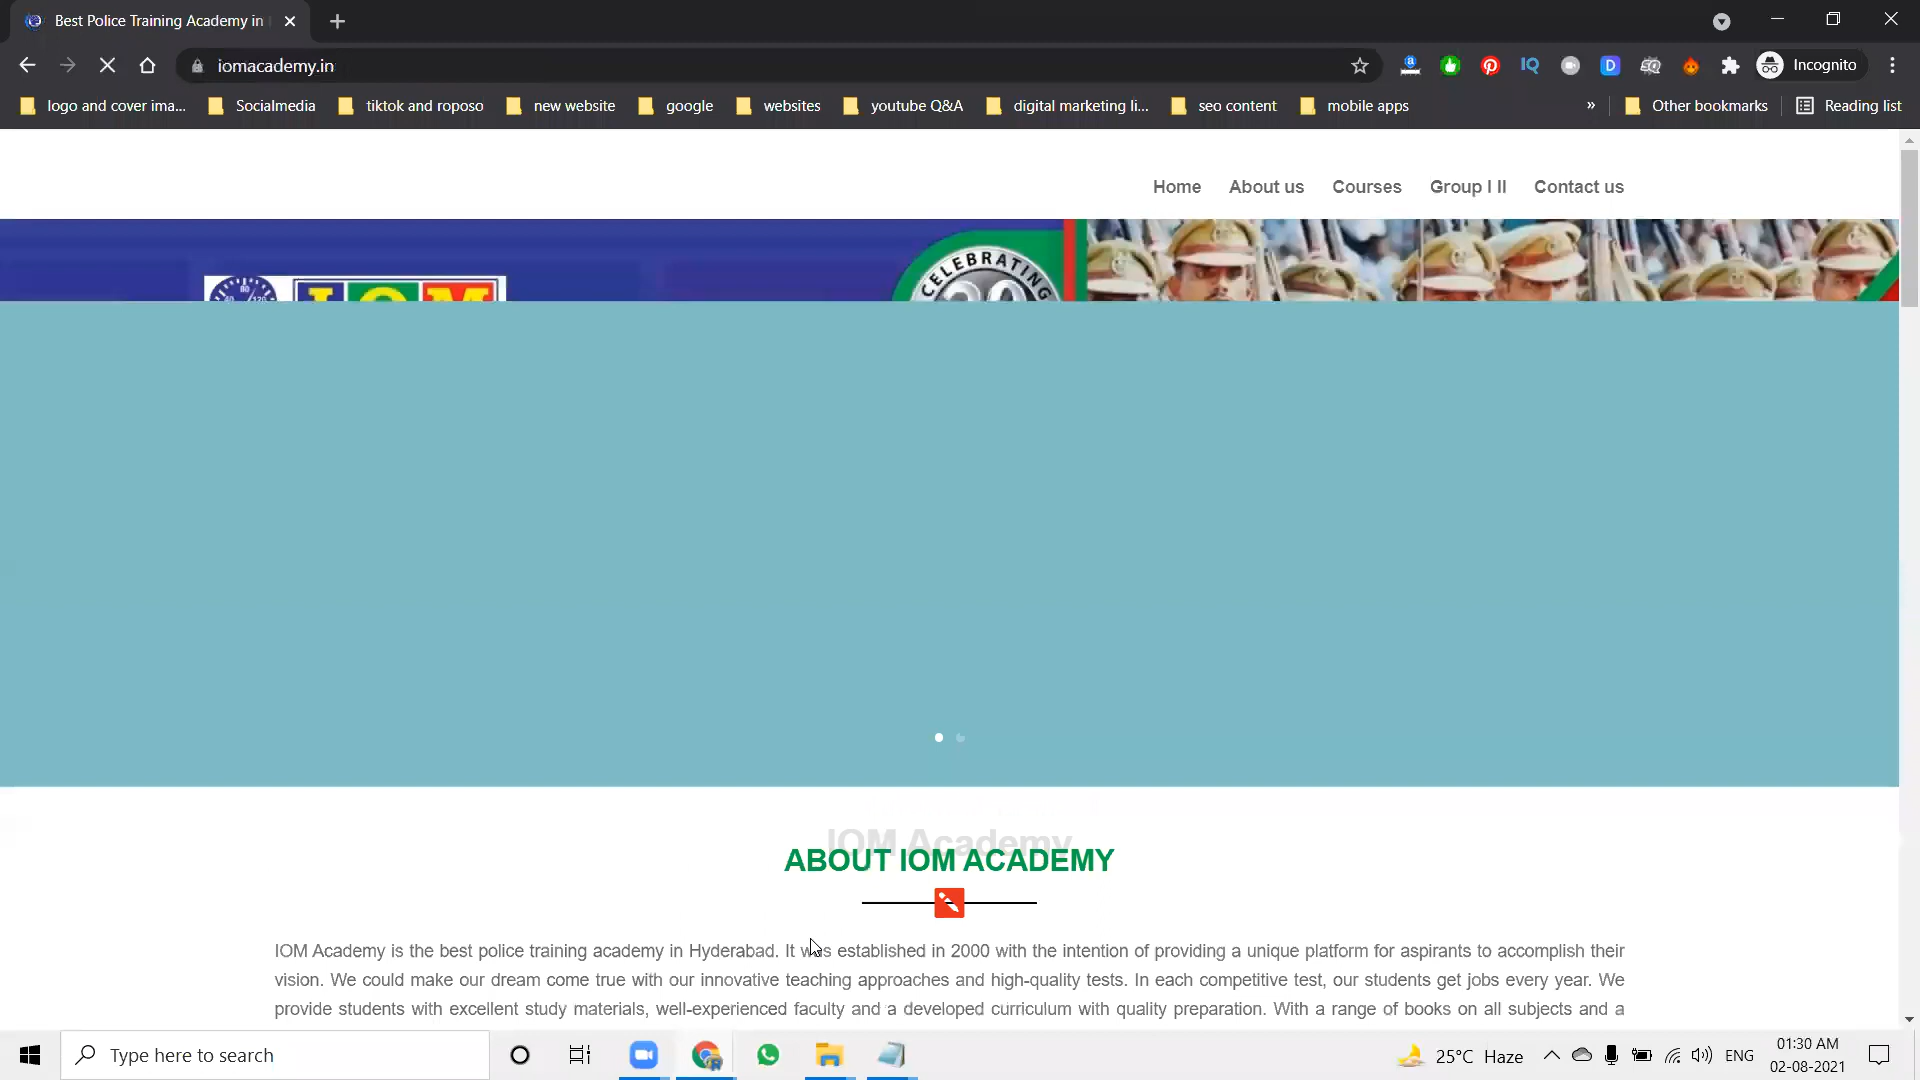 Best Police Training Academy in
iomacademy.in
Incognito
logo and cover ima...
Socialmedia
tiktok and roposo
new website
google
websites
youtube Q&A
digital marketing li...
seo content
mobile apps
»
Other bookmarks
Reading list
Home
About us
Courses
Group I II
Contact us
IOM
CELEBRATING
IOM Academy
ABOUT IOM ACADEMY
IOM Academy is the best police training academy in Hyderabad. It was established in 2000 with the intention of providing a unique platform for aspirants to accomplish their
vision. We could make our dream come true with our innovative teaching approaches and high-quality tests. In each competitive test, our students get jobs every year. We
provide students with excellent study materials, well-experienced faculty and a developed curriculum with quality preparation. With a range of books on all subjects and a
Type here to search
25°C Haze
ENG
01:30 AM
02-08-2021